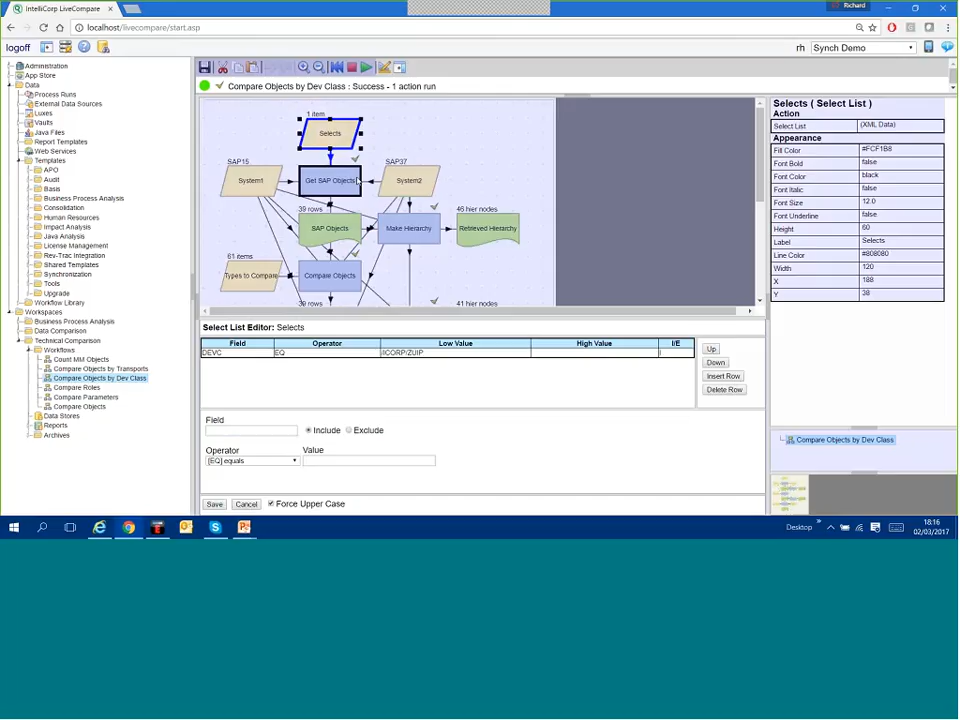 IntelliCorp LiveCompare
Richard
localhost/livecompare/start.asp
logoff
rh
Synch Demo
Administration
App Store
Data
Process Runs
External Data Sources
Luxes
Vaults
Java Files
Report Templates
Web Services
Templates
APO
Audit
Basis
Business Process Analysis
Consolidation
Human Resources
Impact Analysis
Java Analysis
License Management
Rev-Trac Integration
Shared Templates
Synchronization
Tools
Upgrade
Workflow Library
Workspaces
Business Process Analysis
Data Comparison
Technical Comparison
Workflows
Count MM Objects
Compare Objects by Transports
Compare Objects by Dev Class
Compare Roles
Compare Parameters
Compare Objects
Data Stores
Reports
Archives
Compare Objects by Dev Class : Success - 1 action run
1 item
Selects
SAP15
SAP37
System1
Get SAP Objects
System2
39 rows
46 hier nodes
SAP Objects
Make Hierarchy
Retrieved Hierarchy
61 items
Types to Compare
Compare Objects
39 rows
41 hier nodes
Select List Editor: Selects
Field Operator Low Value High Value I/E
DEVC EQ /ICORP/ZUIP I
Up
Down
Insert Row
Delete Row
Field
Include Exclude
Operator Value
[EQ] equals
Save Cancel Force Upper Case
Selects ( Select List )
Action
Select List (XML Data)
Appearance
Fill Color #FCF1B8
Font Bold false
Font Color black
Font Italic false
Font Size 12.0
Font Underline false
Height 60
Label Selects
Line Color #808080
Width 120
X 188
Y 38
Compare Objects by Dev Class
Desktop
18:16
02/03/2017